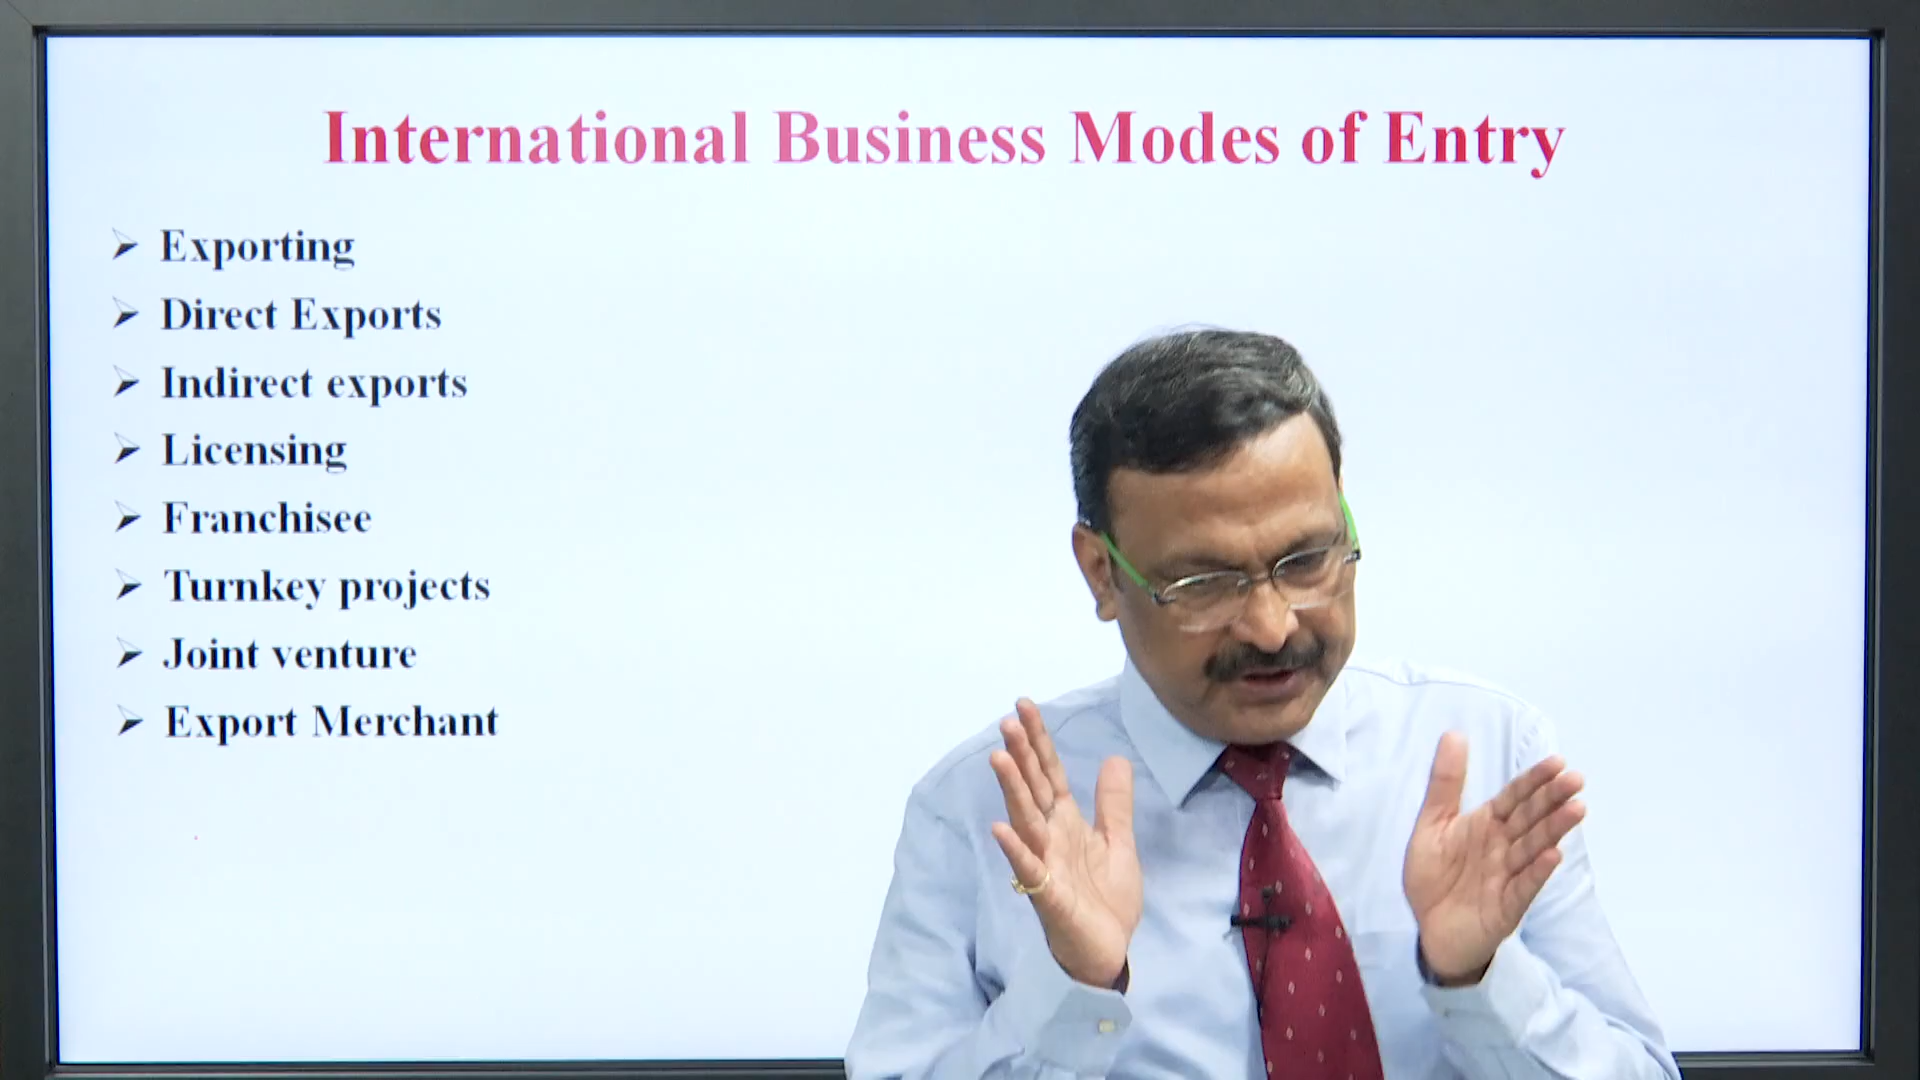 International Business Modes of Entry
Exporting
Direct Exports
Indirect exports
Licensing
Franchisee
Turnkey projects
Joint venture
Export Merchant